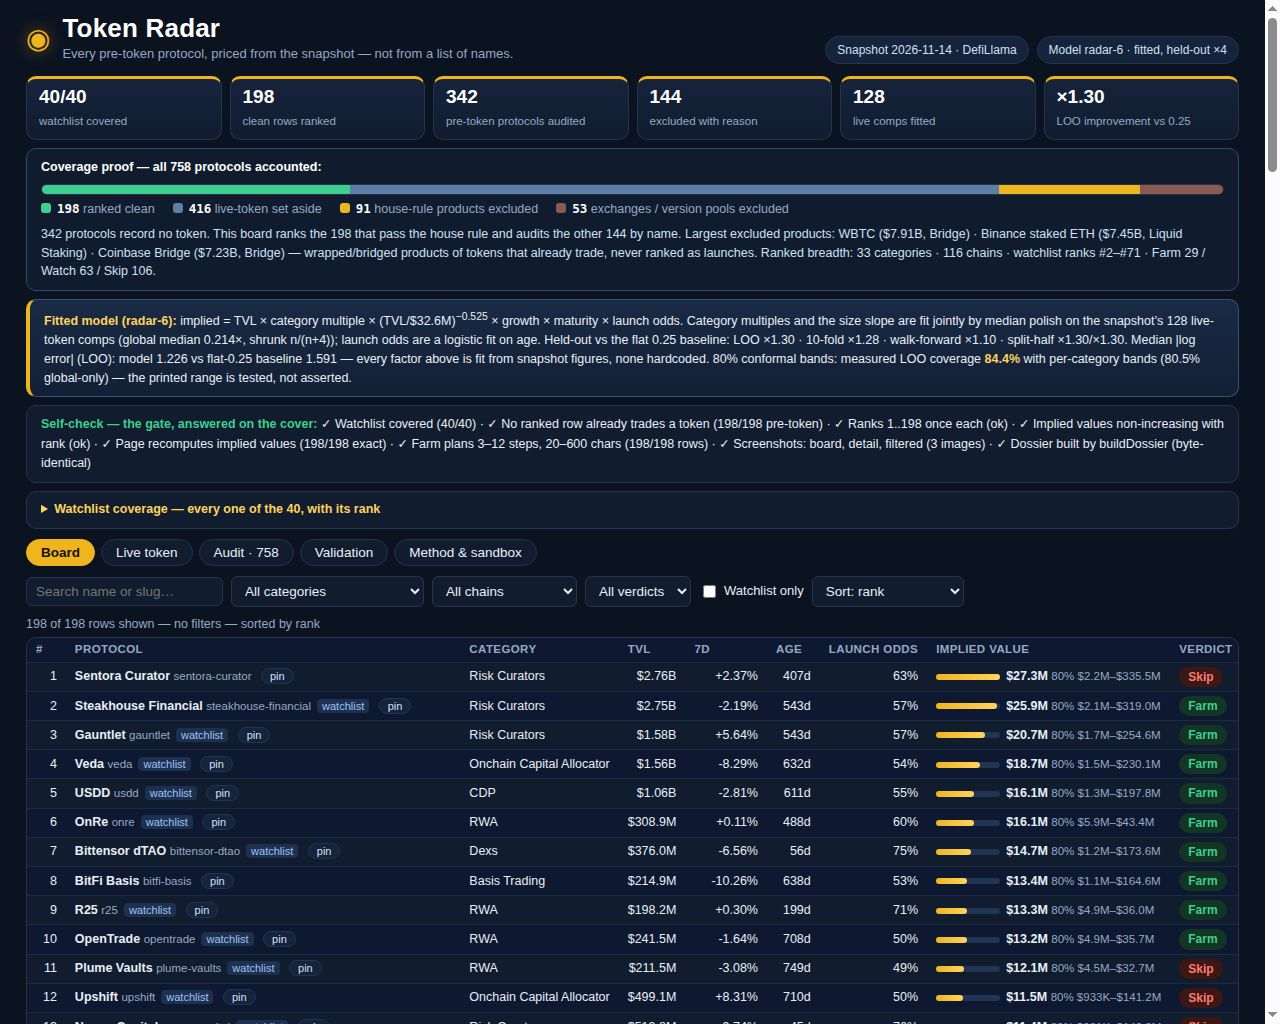 Token Radar
Every pre-token protocol, priced from the snapshot — not from a list of names.
Snapshot 2026-11-14 · DefiLlama
Model radar-6 · fitted, held-out ×4
40/40
watchlist covered
198
clean rows ranked
342
pre-token protocols audited
144
excluded with reason
128
live comps fitted
×1.30
LOO improvement vs 0.25
Coverage proof — all 758 protocols accounted:
198 ranked clean 416 live-token set aside 91 house-rule products excluded 53 exchanges / version pools excluded
342 protocols record no token. This board ranks the 198 that pass the house rule and audits the other 144 by name. Largest excluded products: WBTC ($7.91B, Bridge) · Binance staked ETH ($7.45B, Liquid
Staking) · Coinbase Bridge ($7.23B, Bridge) — wrapped/bridged products of tokens that already trade, never ranked as launches. Ranked breadth: 33 categories · 116 chains · watchlist ranks #2–#71 · Farm 29 /
Watch 63 / Skip 106.
Fitted model (radar-6): implied = TVL × category multiple × (TVL/$32.6M)−0.525 × growth × maturity × launch odds. Category multiples and the size slope are fit jointly by median polish on the snapshot's 128 live-
token comps (global median 0.214×, shrunk n/(n+4)); launch odds are a logistic fit on age. Held-out vs the flat 0.25 baseline: LOO ×1.30 · 10-fold ×1.28 · walk-forward ×1.10 · split-half ×1.30/×1.30. Median |log
error| (LOO): model 1.226 vs flat-0.25 baseline 1.591 — every factor above is fit from snapshot figures, none hardcoded. 80% conformal bands: measured LOO coverage 84.4% with per-category bands (80.5%
global-only) — the printed range is tested, not asserted.
Self-check — the gate, answered on the cover: ✓ Watchlist covered (40/40) · ✓ No ranked row already trades a token (198/198 pre-token) · ✓ Ranks 1..198 once each (ok) · ✓ Implied values non-increasing with
rank (ok) · ✓ Page recomputes implied values (198/198 exact) · ✓ Farm plans 3–12 steps, 20–600 chars (198/198 rows) · ✓ Screenshots: board, detail, filtered (3 images) · ✓ Dossier built by buildDossier (byte-
identical)
▶ Watchlist coverage — every one of the 40, with its rank
Board Live token Audit · 758 Validation Method & sandbox
Search name or slug… All categories All chains All verdicts Watchlist only Sort: rank
198 of 198 rows shown — no filters — sorted by rank
# PROTOCOL CATEGORY TVL 7D AGE LAUNCH ODDS IMPLIED VALUE VERDICT
1 Sentora Curator sentora-curator pin Risk Curators $2.76B +2.37% 407d 63% $27.3M 80% $2.2M–$335.5M Skip
2 Steakhouse Financial steakhouse-financial watchlist pin Risk Curators $2.75B -2.19% 543d 57% $25.9M 80% $2.1M–$319.0M Farm
3 Gauntlet gauntlet watchlist pin Risk Curators $1.58B +5.64% 543d 57% $20.7M 80% $1.7M–$254.6M Farm
4 Veda veda watchlist pin Onchain Capital Allocator $1.56B -8.29% 632d 54% $18.7M 80% $1.5M–$230.1M Farm
5 USDD usdd watchlist pin CDP $1.06B -2.81% 611d 55% $16.1M 80% $1.3M–$197.8M Farm
6 OnRe onre watchlist pin RWA $308.9M +0.11% 488d 60% $16.1M 80% $5.9M–$43.4M Farm
7 Bittensor dTAO bittensor-dtao watchlist pin Dexs $376.0M -6.56% 56d 75% $14.7M 80% $1.2M–$173.6M Farm
8 BitFi Basis bitfi-basis pin Basis Trading $214.9M -10.26% 638d 53% $13.4M 80% $1.1M–$164.6M Farm
9 R25 r25 watchlist pin RWA $198.2M +0.30% 199d 71% $13.3M 80% $4.9M–$36.0M Farm
10 OpenTrade opentrade watchlist pin RWA $241.5M -1.64% 708d 50% $13.2M 80% $4.9M–$35.7M Farm
11 Plume Vaults plume-vaults watchlist pin RWA $211.5M -3.08% 749d 49% $12.1M 80% $4.5M–$32.7M Skip
12 Upshift upshift watchlist pin Onchain Capital Allocator $499.1M +8.31% 710d 50% $11.5M 80% $933K–$141.2M Skip